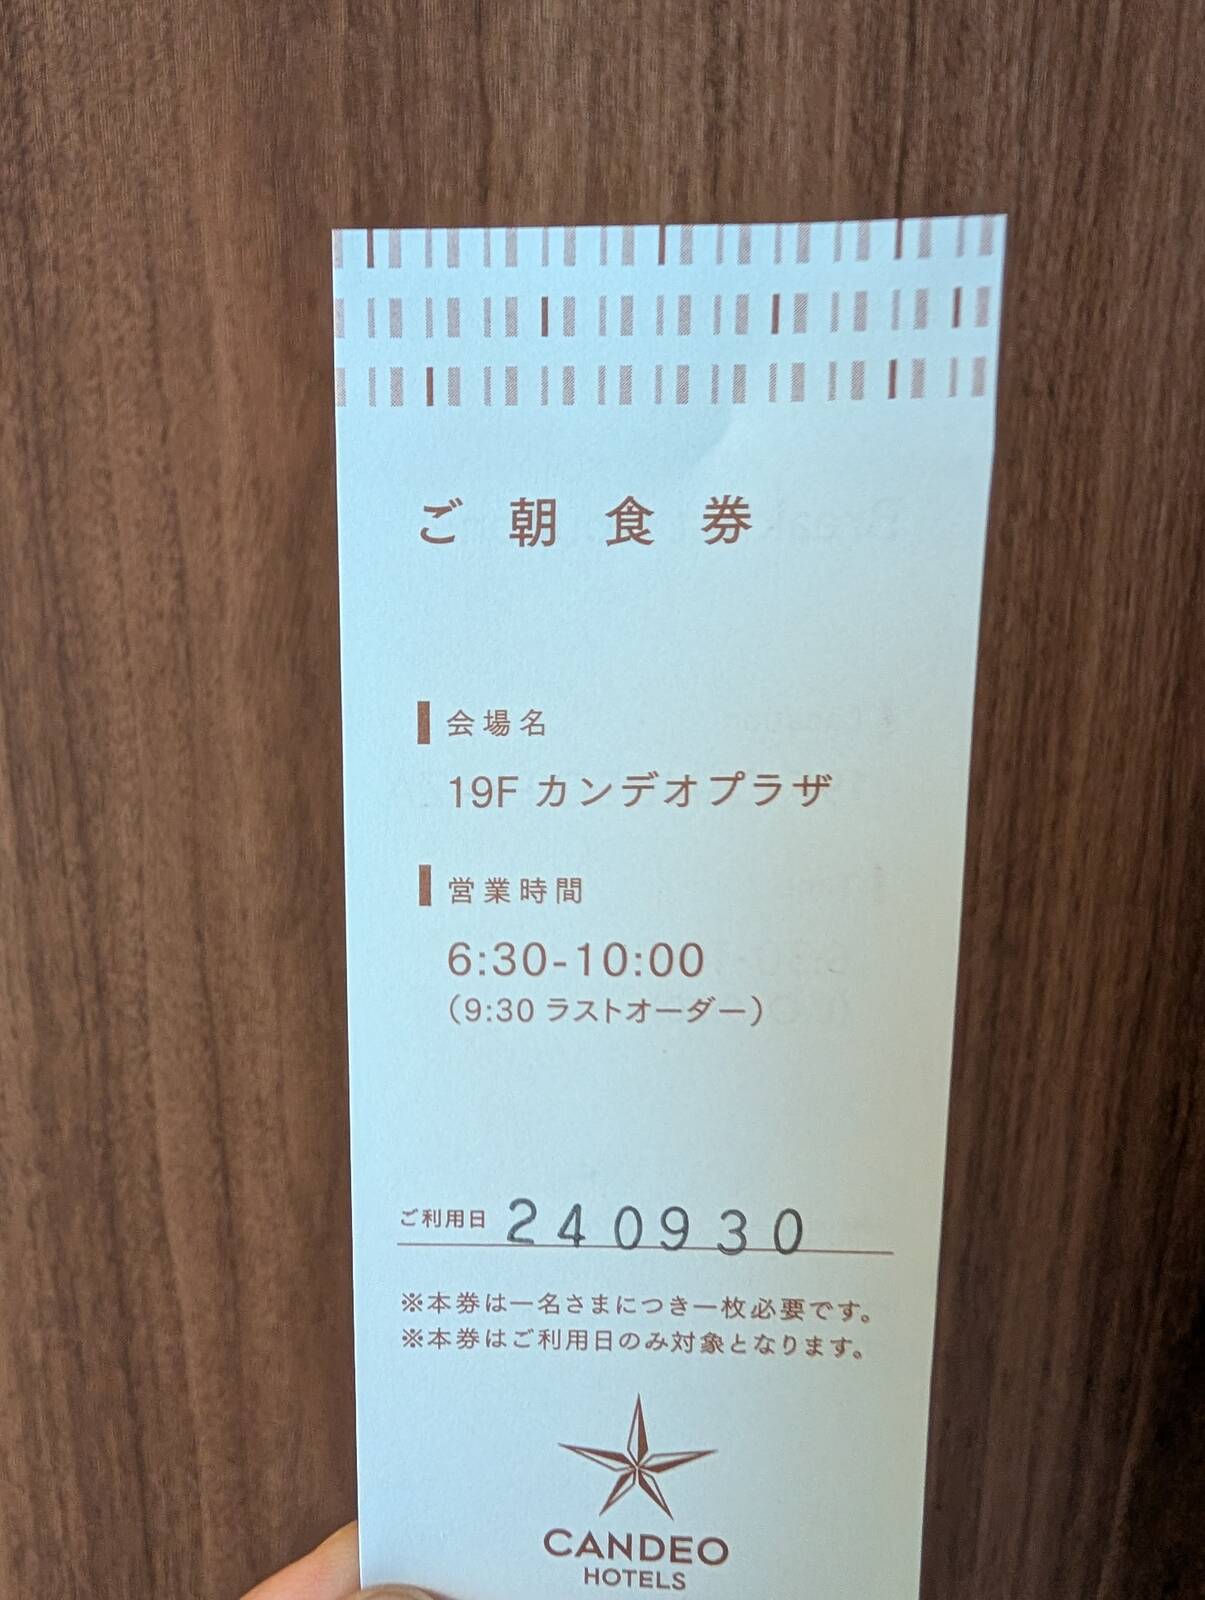 ご朝食券
会場名
19F カンデオプラザ
営業時間
6:30-10:00
(9:30 ラストオーダー)
ご利用日 240930
※本券は一名さまにつき一枚必要です。
※本券はご利用日のみ対象となります。
CANDEO
HOTELS